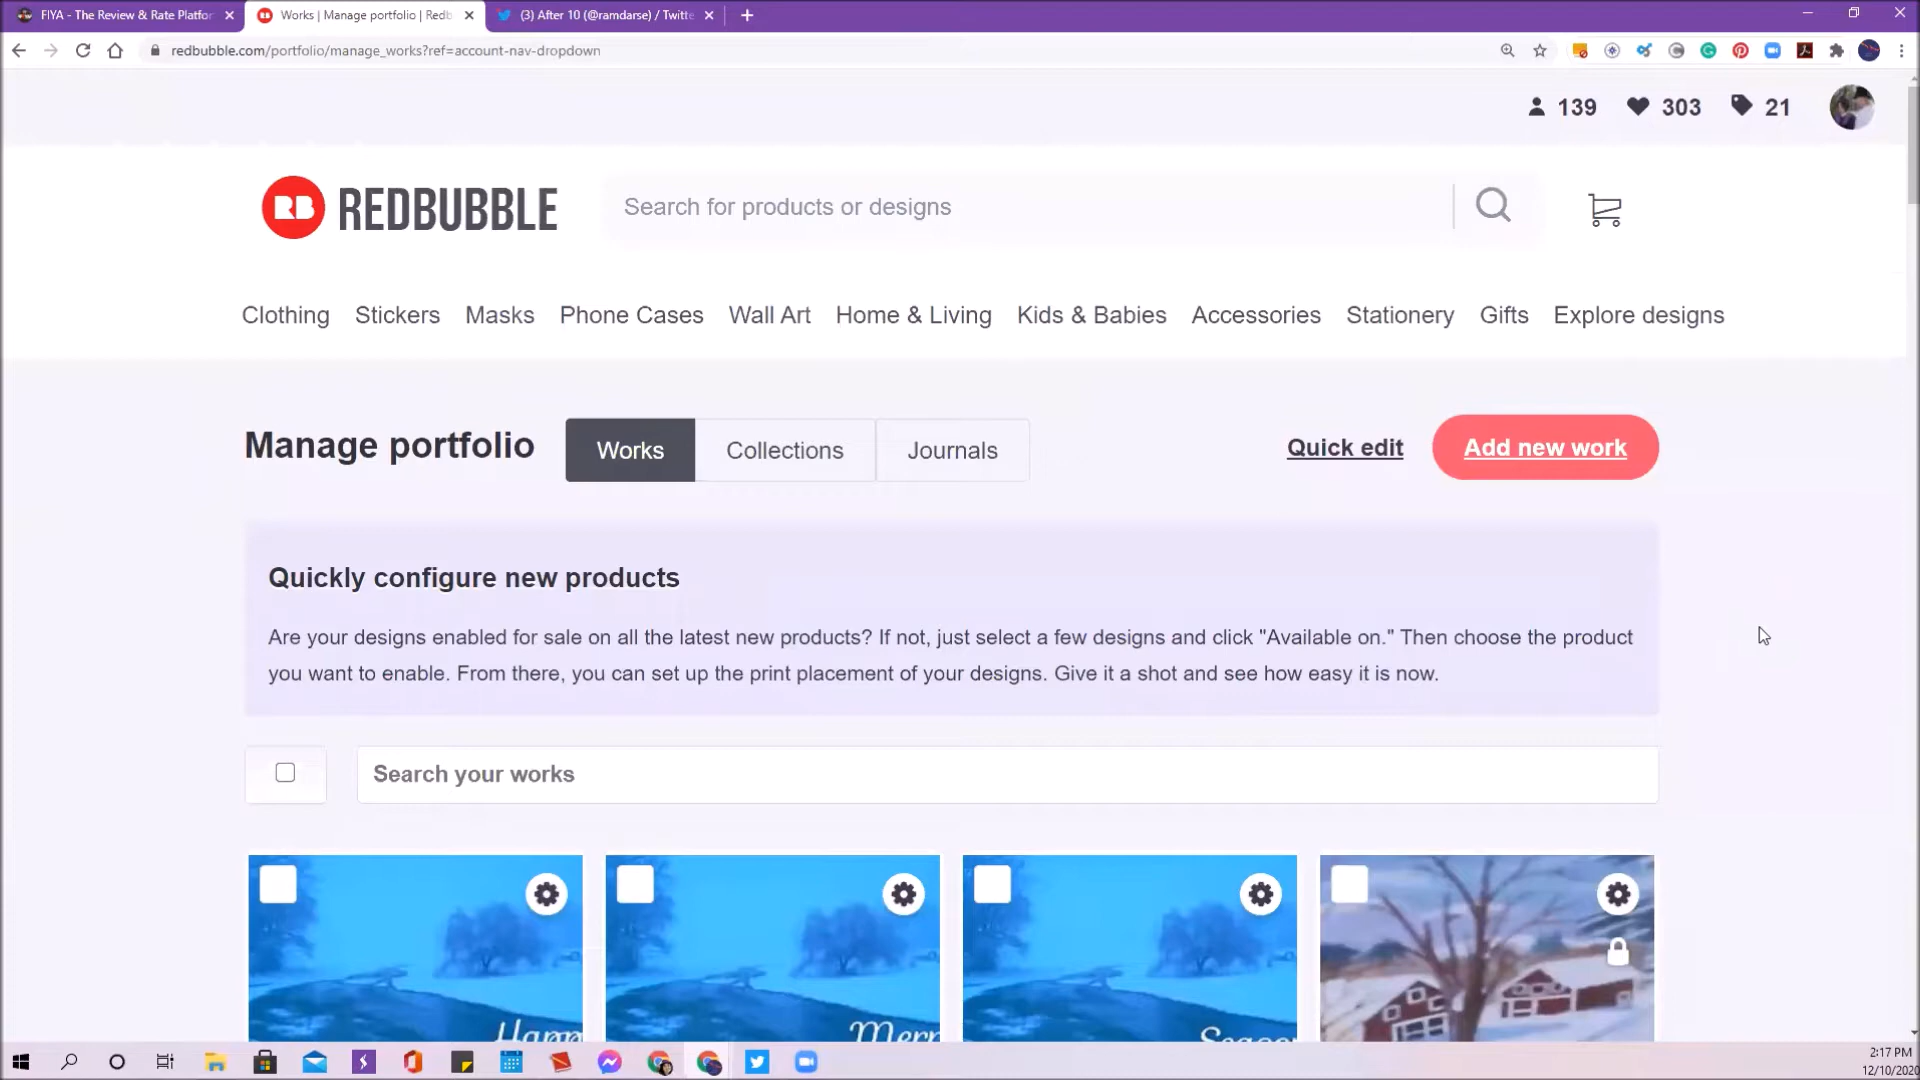 FIYA - The Review & Rate Platfor
Works | Manage portfolio | Redb
(3) After 10 (@ramdarse) / Twitte
redbubble.com/portfolio/manage_works?ref=account-nav-dropdown
139 303 21
RB REDBUBBLE
Search for products or designs
Clothing Stickers Masks Phone Cases Wall Art Home & Living Kids & Babies Accessories Stationery Gifts Explore designs
Manage portfolio Works Collections Journals Quick edit Add new work
Quickly configure new products
Are your designs enabled for sale on all the latest new products? If not, just select a few designs and click "Available on." Then choose the product
you want to enable. From there, you can set up the print placement of your designs. Give it a shot and see how easy it is now.
Search your works
Happ Merr Season
2:17 PM
12/10/2020